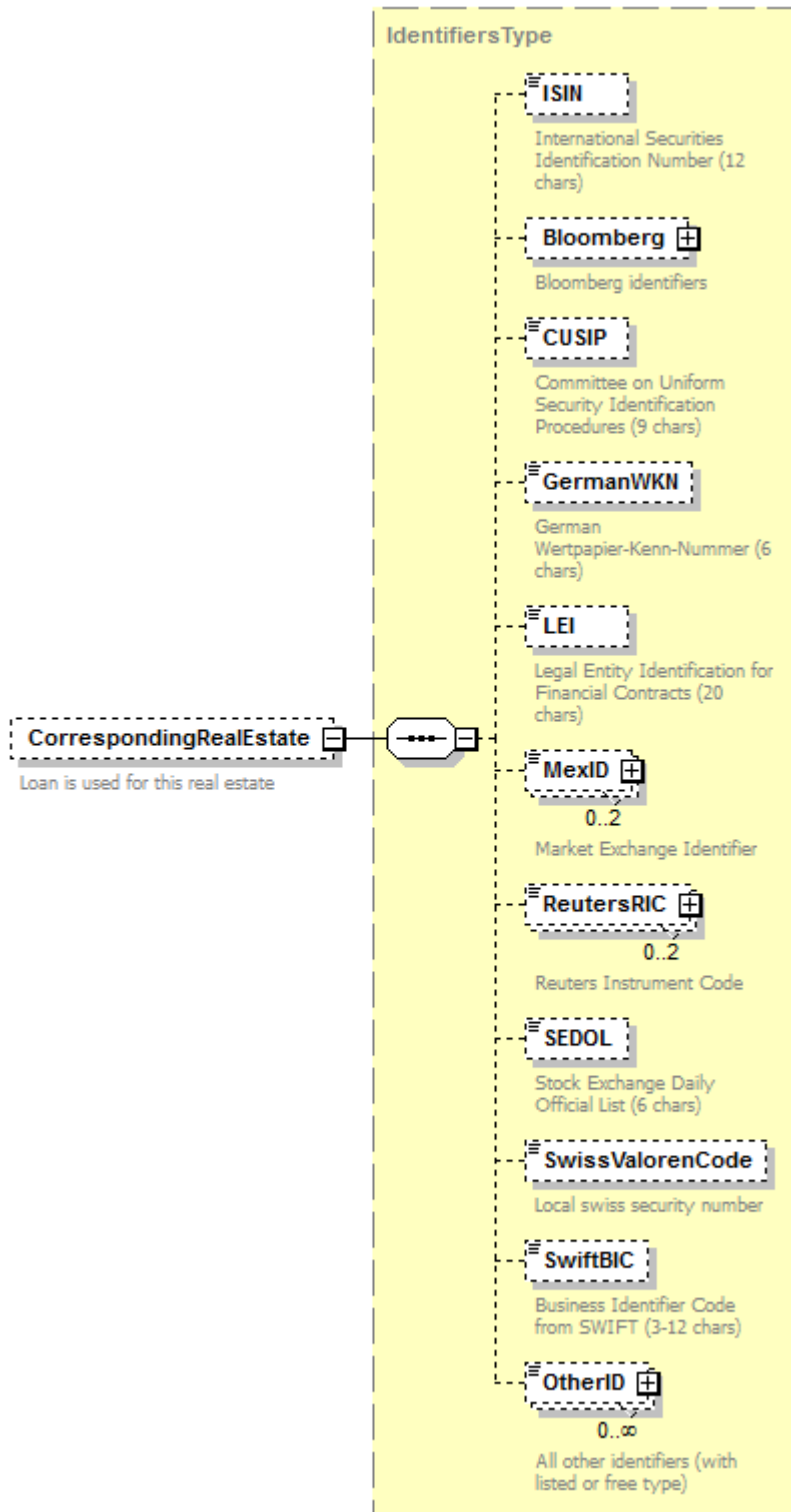 IdentifiersType
ISIN
International Securities
Identification Number (12
chars)
Bloomberg
Bloomberg identifiers
CUSIP
Committee on Uniform
Security Identification
Procedures (9 chars)
GermanWKN
German
Wertpapier-Kenn-Nummer (6
chars)
LEI
Legal Entity Identification for
Financial Contracts (20
chars)
CorrespondingRealEstate
Loan is used for this real estate
MexID
0..2
Market Exchange Identifier
ReutersRIC
0..2
Reuters Instrument Code
SEDOL
Stock Exchange Daily
Official List (6 chars)
SwissValorenCode
Local swiss security number
SwiftBIC
Business Identifier Code
from SWIFT (3-12 chars)
OtherID
0..∞
All other identifiers (with
listed or free type)